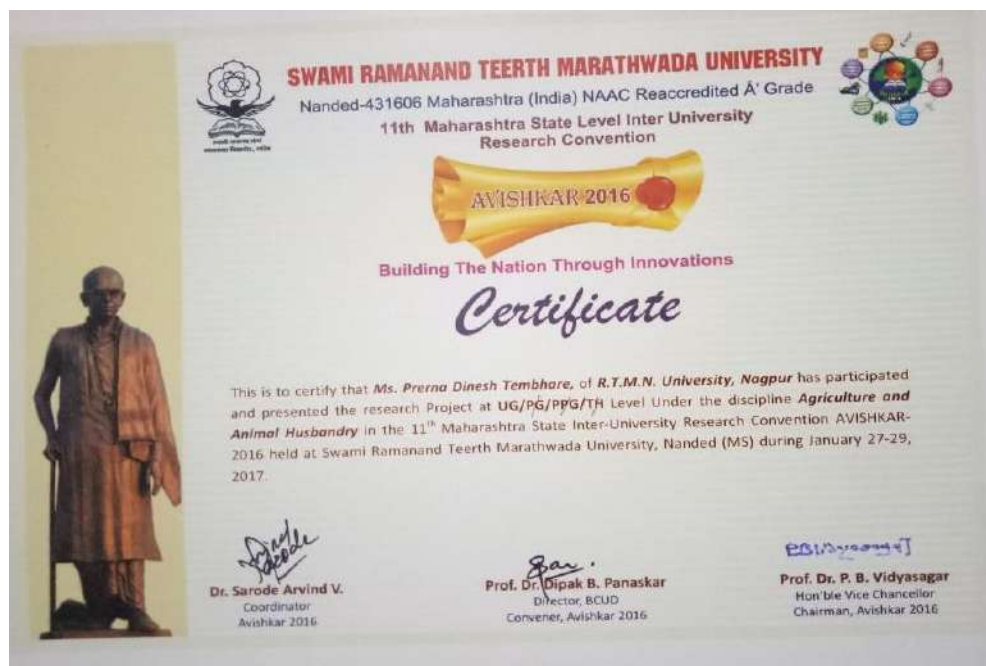 SWAMI RAMANAND TEERTH MARATHWADA UNIVERSITY
Nanded-431606 Maharashtra (India) NAAC Reaccredited Á' Grade
11th Maharashtra State Level Inter University
Research Convention
AVISHKAR 2016
Building The Nation Through Innovations
Certificate
This is to certify that Ms. Prerna Dinesh Tembhare, of R.T.M.N. University, Nagpur has participated
and presented the research Project at UG/PG/PPG/TH Level Under the discipline Agriculture and
Animal Husbandry in the 11th Maharashtra State Inter-University Research Convention AVISHKAR-
2016 held at Swami Ramanand Teerth Marathwada University, Nanded (MS) during January 27-29,
2017.
Dr. Sarode Arvind V.
Coordinator
Avishkar 2016
Prof. Dr. Dipak B. Panaskar
Director, BCUD
Convener, Avishkar 2016
Prof. Dr. P. B. Vidyasagar
Hon'ble Vice Chancellor
Chairman, Avishkar 2016